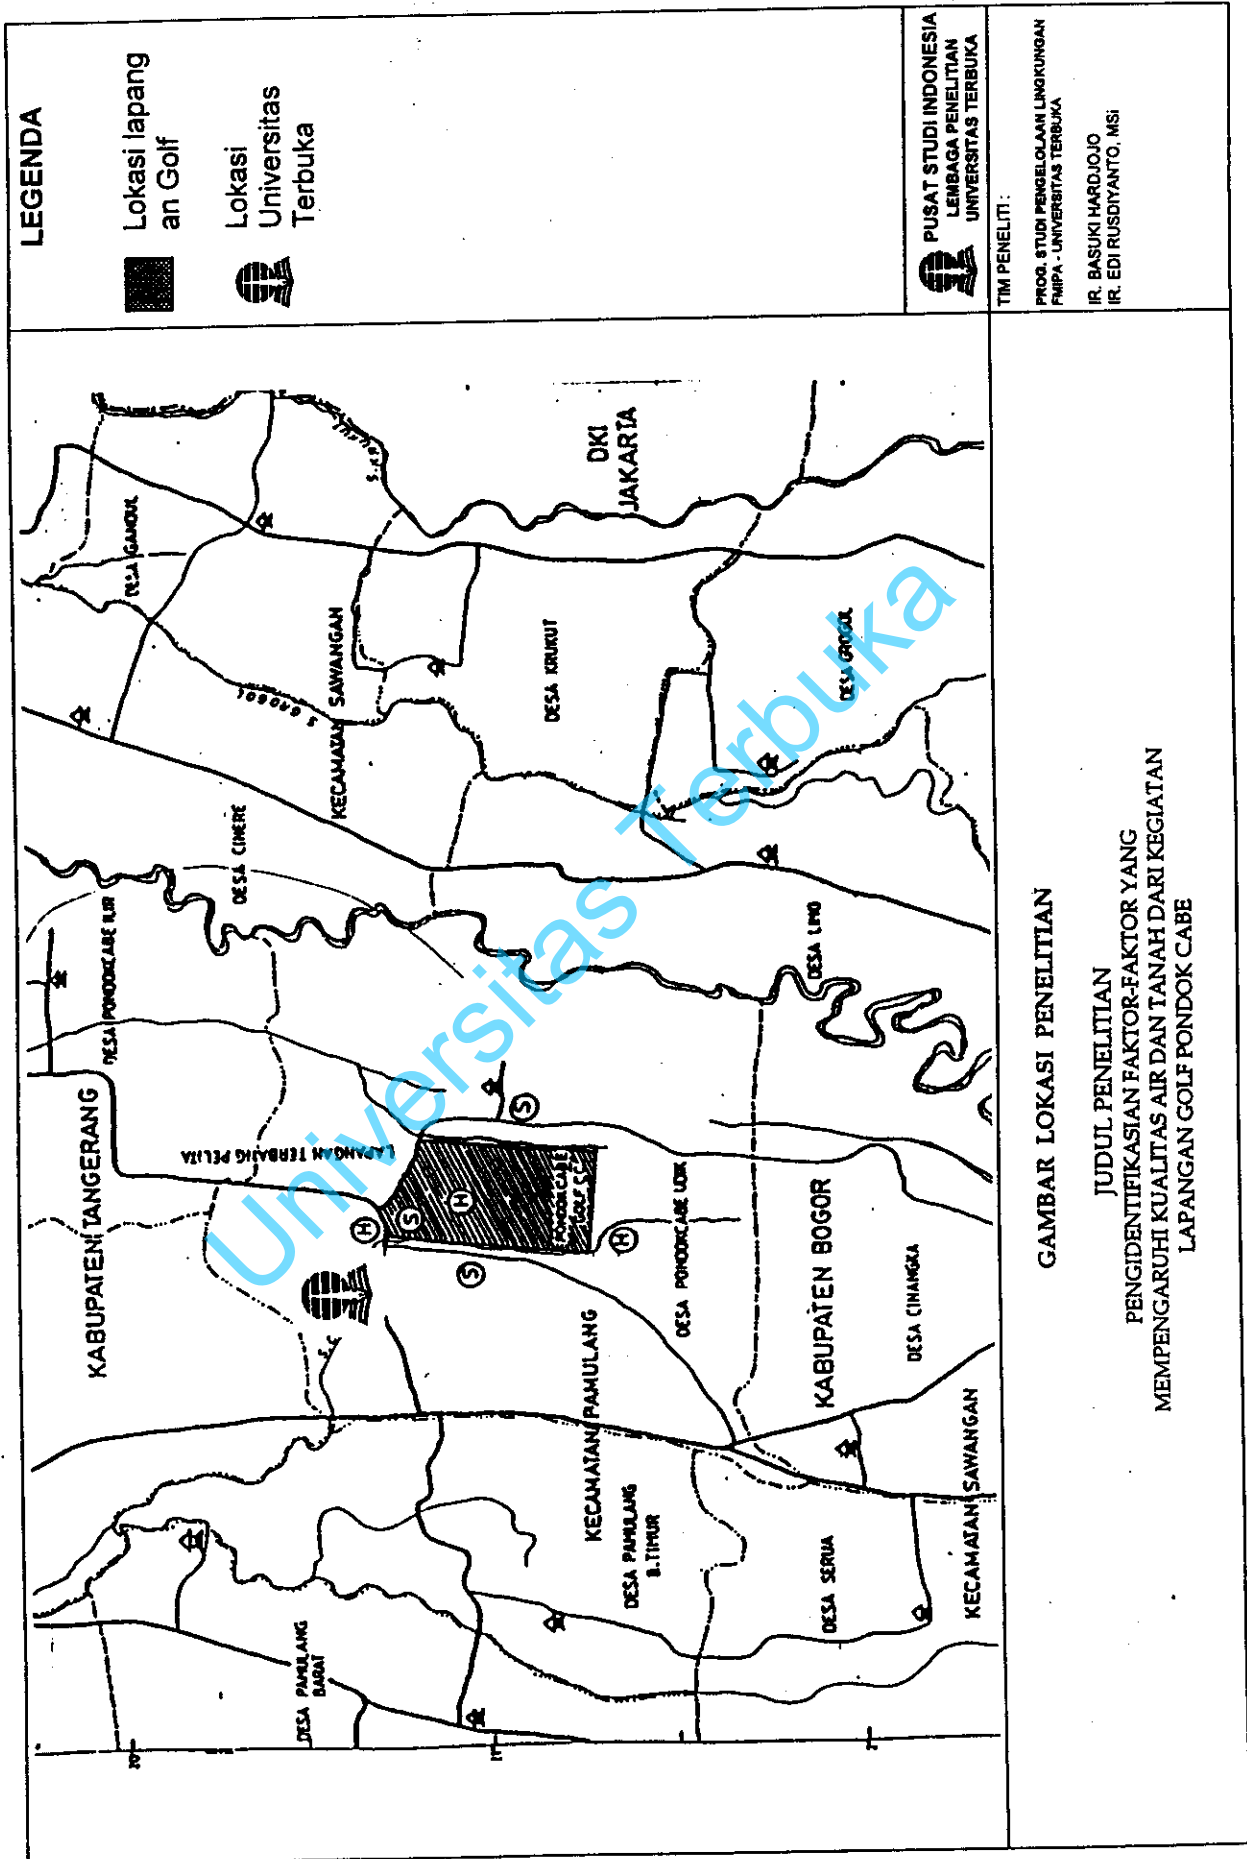 LEGENDA
Lokasi lapang
an Golf
Lokasi
Universitas
Terbuka
PUSAT STUDI INDONESIA
LEMBAGA PENELITIAN
UNIVERSITAS TERBUKA
TIM PENELITI :
PROG. STUDI PENGELOLAAN LINGKUNGAN
FMIPA - UNIVERSITAS TERBUKA
IR. BASUKI HARDJOJO
IR. EDI RUSDIYANTO, MSi
KABUPATEN TANGERANG
DESA PONDOKCABE ILIR
DESA CINERE
DESA GANDUL
S GROGOL
KECAMATAN SAWANGAN
DESA KRUKUT
DKI
JAKARTA
DESA GROGOL
DESA LIMO
LAPANGAN TERBANG PELITA
PONDOKCABE
GOLF S.C
H
S
H
S
S
H
DESA PONDOKCABE UDIK
KABUPATEN BOGOR
DESA CINANGKA
KECAMATAN PAMULANG
DESA PAMULANG
B.TIMUR
DESA SERUA
KECAMATAN SAWANGAN
DESA PAMULANG
BARAT
Universitas Terbuka
GAMBAR LOKASI PENELITIAN
JUDUL PENELITIAN
PENGIDENTIFIKASIAN FAKTOR-FAKTOR YANG
MEMPENGARUHI KUALITAS AIR DAN TANAH DARI KEGIATAN
LAPANGAN GOLF PONDOK CABE